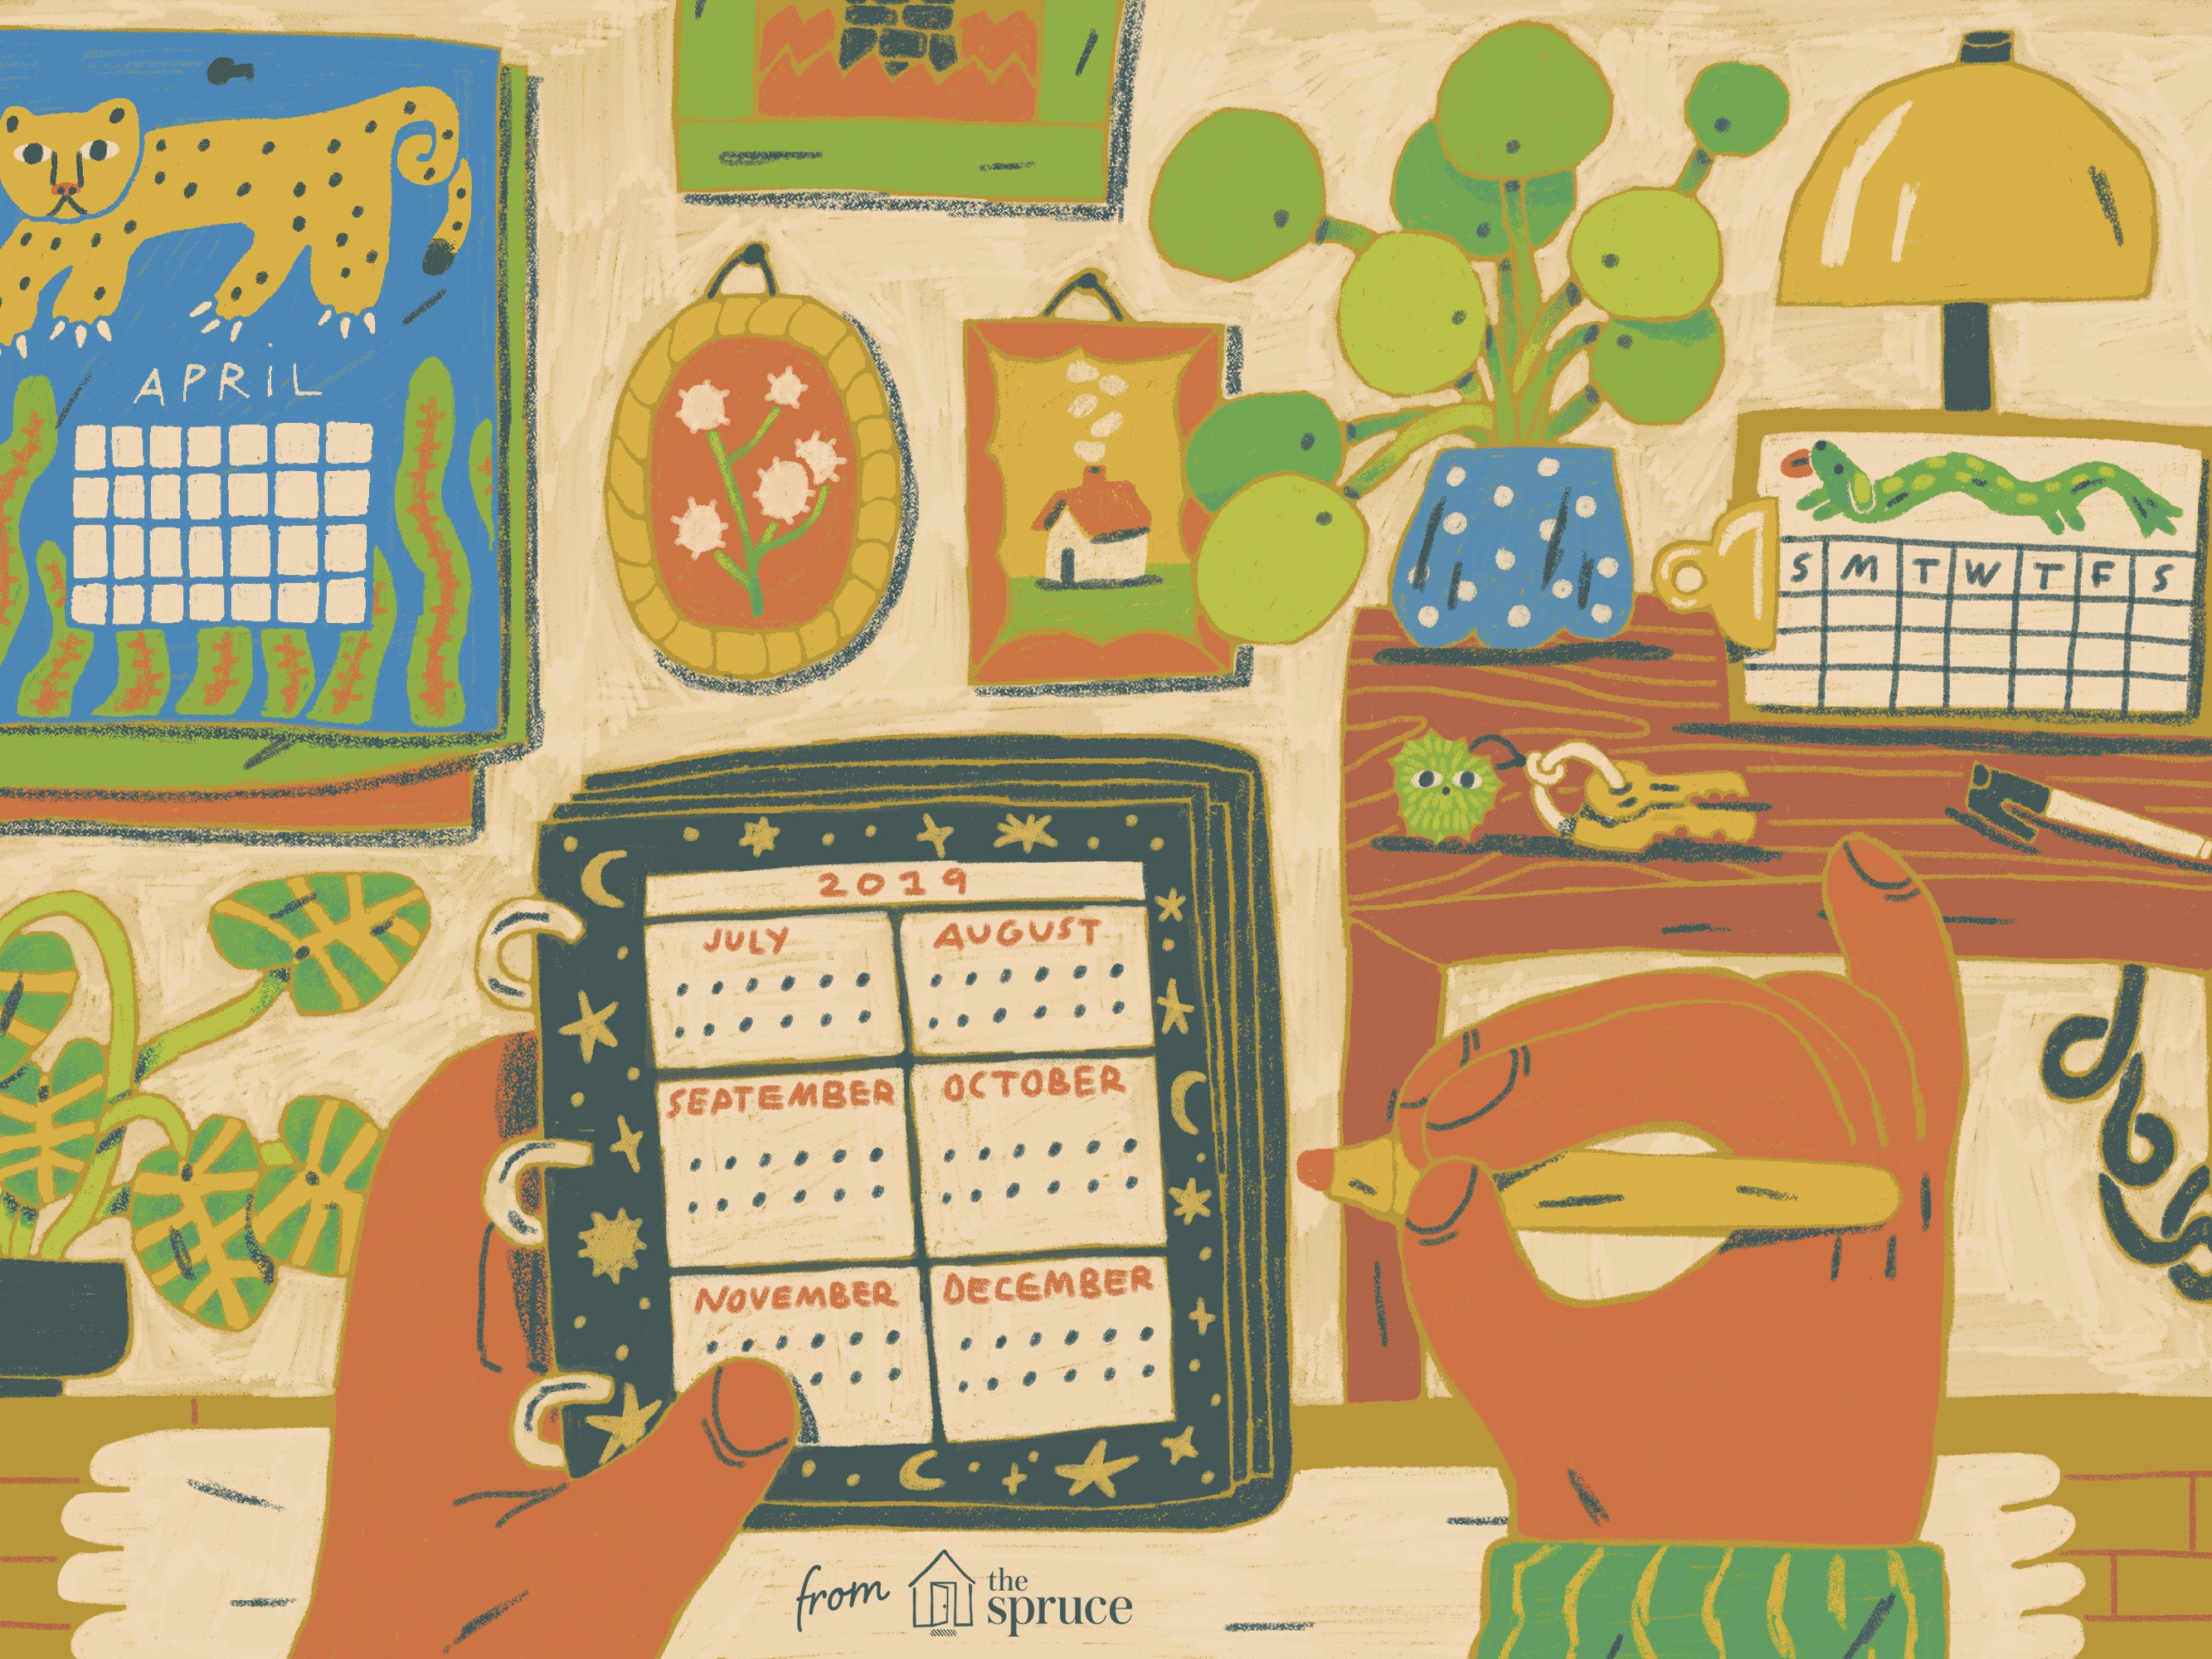 APRIL
S M T W T F S
2019
JULY
AUGUST
SEPTEMBER
OCTOBER
NOVEMBER
DECEMBER
from the spruce